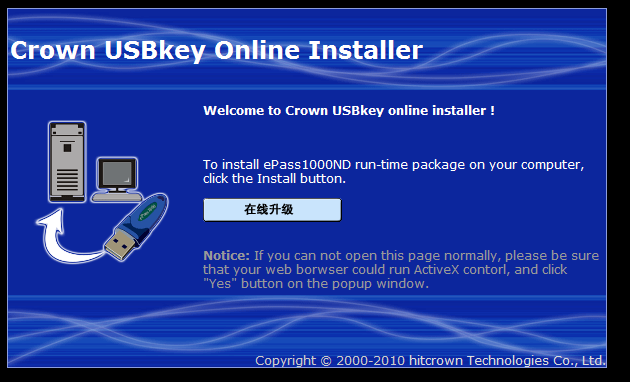 Crown USBkey Online Installer
Welcome to Crown USBkey online installer !
To install ePass1000ND run-time package on your computer,
click the Install button.
在线升级
Notice: If you can not open this page normally, please be sure
that your web borwser could run ActiveX contorl, and click
"Yes" button on the popup window.
Copyright © 2000-2010 hitcrown Technologies Co., Ltd.